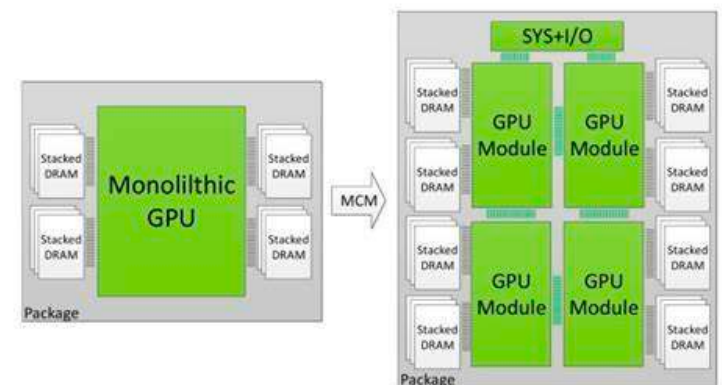 Stacked
DRAM
Stacked
DRAM
Monolilthic
GPU
Stacked
DRAM
Stacked
DRAM
Package
MCM
SYS+I/O
Stacked
DRAM
Stacked
DRAM
Stacked
DRAM
Stacked
DRAM
GPU
Module
GPU
Module
GPU
Module
GPU
Module
Stacked
DRAM
Stacked
DRAM
Stacked
DRAM
Stacked
DRAM
Package